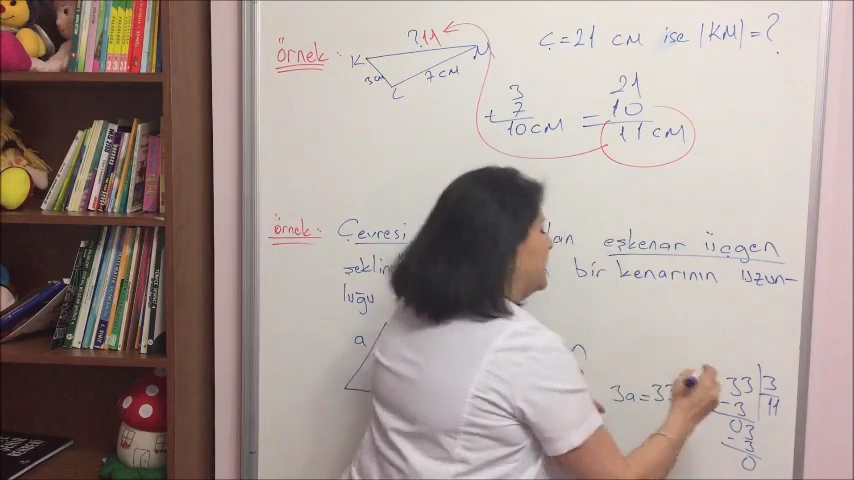 Örnek: ?11 Ç=21 cm ise |KM|=?
K M
3cm 7cm
L
3 21
+ 7 = 10
10cm 11 cm
örnek: Çevresi eşkenar üçgen
bir kenarının uzun-
luğu
a
3a=33 33 3
- 3 11
03
- 3
0